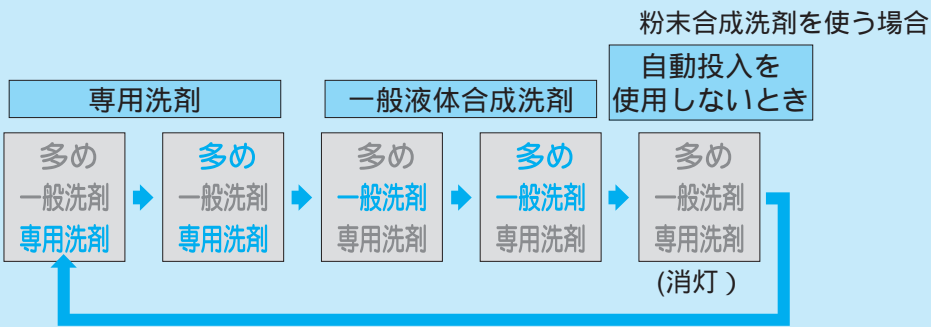 粉末合成洗剤を使う場合
専用洗剤
一般液体合成洗剤
自動投入を
使用しないとき
多め
一般洗剤
専用洗剤
多め
一般洗剤
専用洗剤
多め
一般洗剤
専用洗剤
多め
一般洗剤
専用洗剤
多め
一般洗剤
専用洗剤
(消灯 )